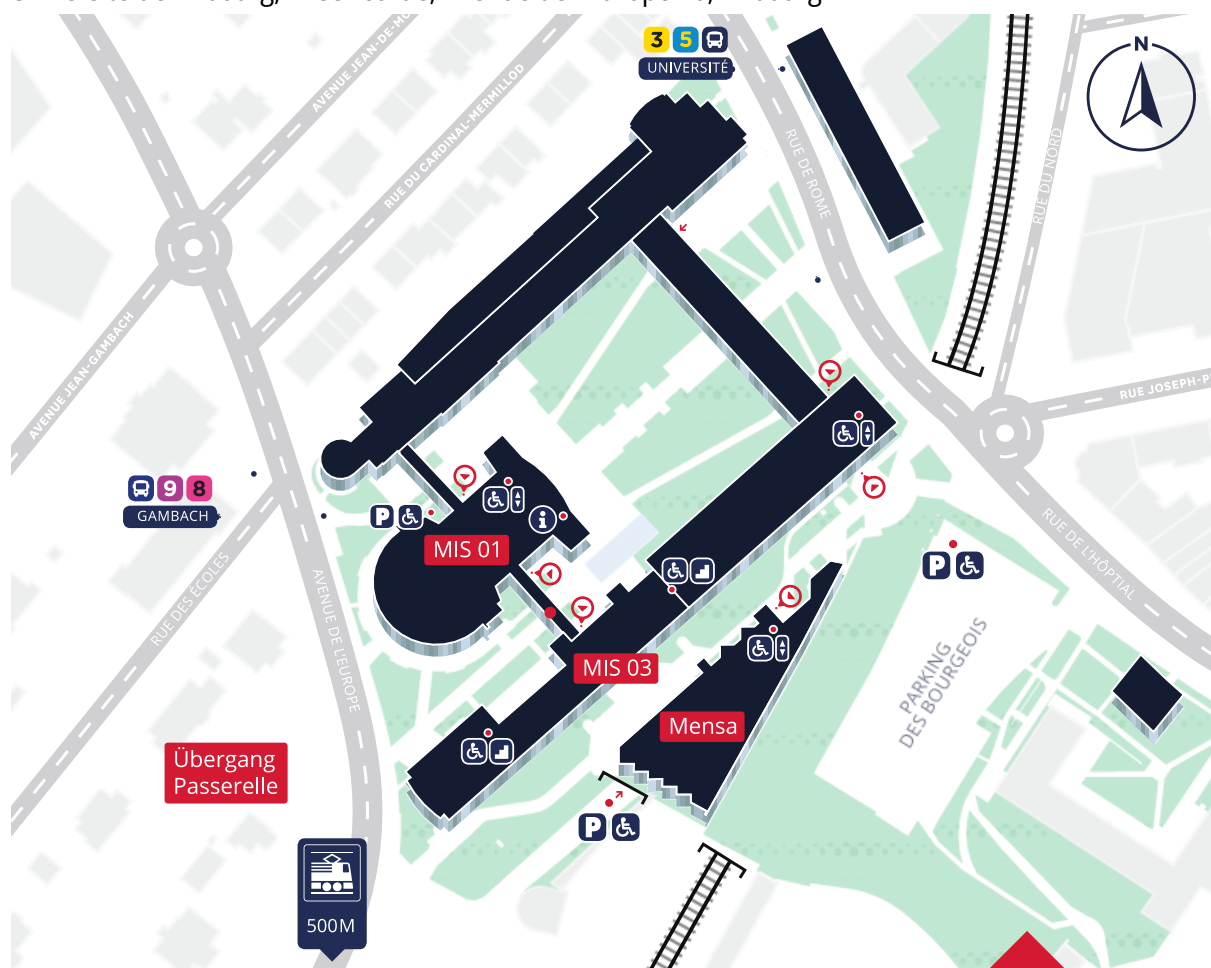 3 5
UNIVERSITÉ
N
AVENUE JEAN-DE-MO
RUE DU CARDINAL-MERMILLOD
RUE DE ROME
RUE DU NORD
AVENUE JEAN-GAMBACH
RUE JOSEPH-P
9 8
GAMBACH
P
i
MIS 01
P
RUE DE L'HÔPTIAL
RUE DES ÉCOLES
AVENUE DE L'EUROPE
MIS 03
PARKING
DES BOURGEOIS
Mensa
Übergang
Passerelle
P
500M